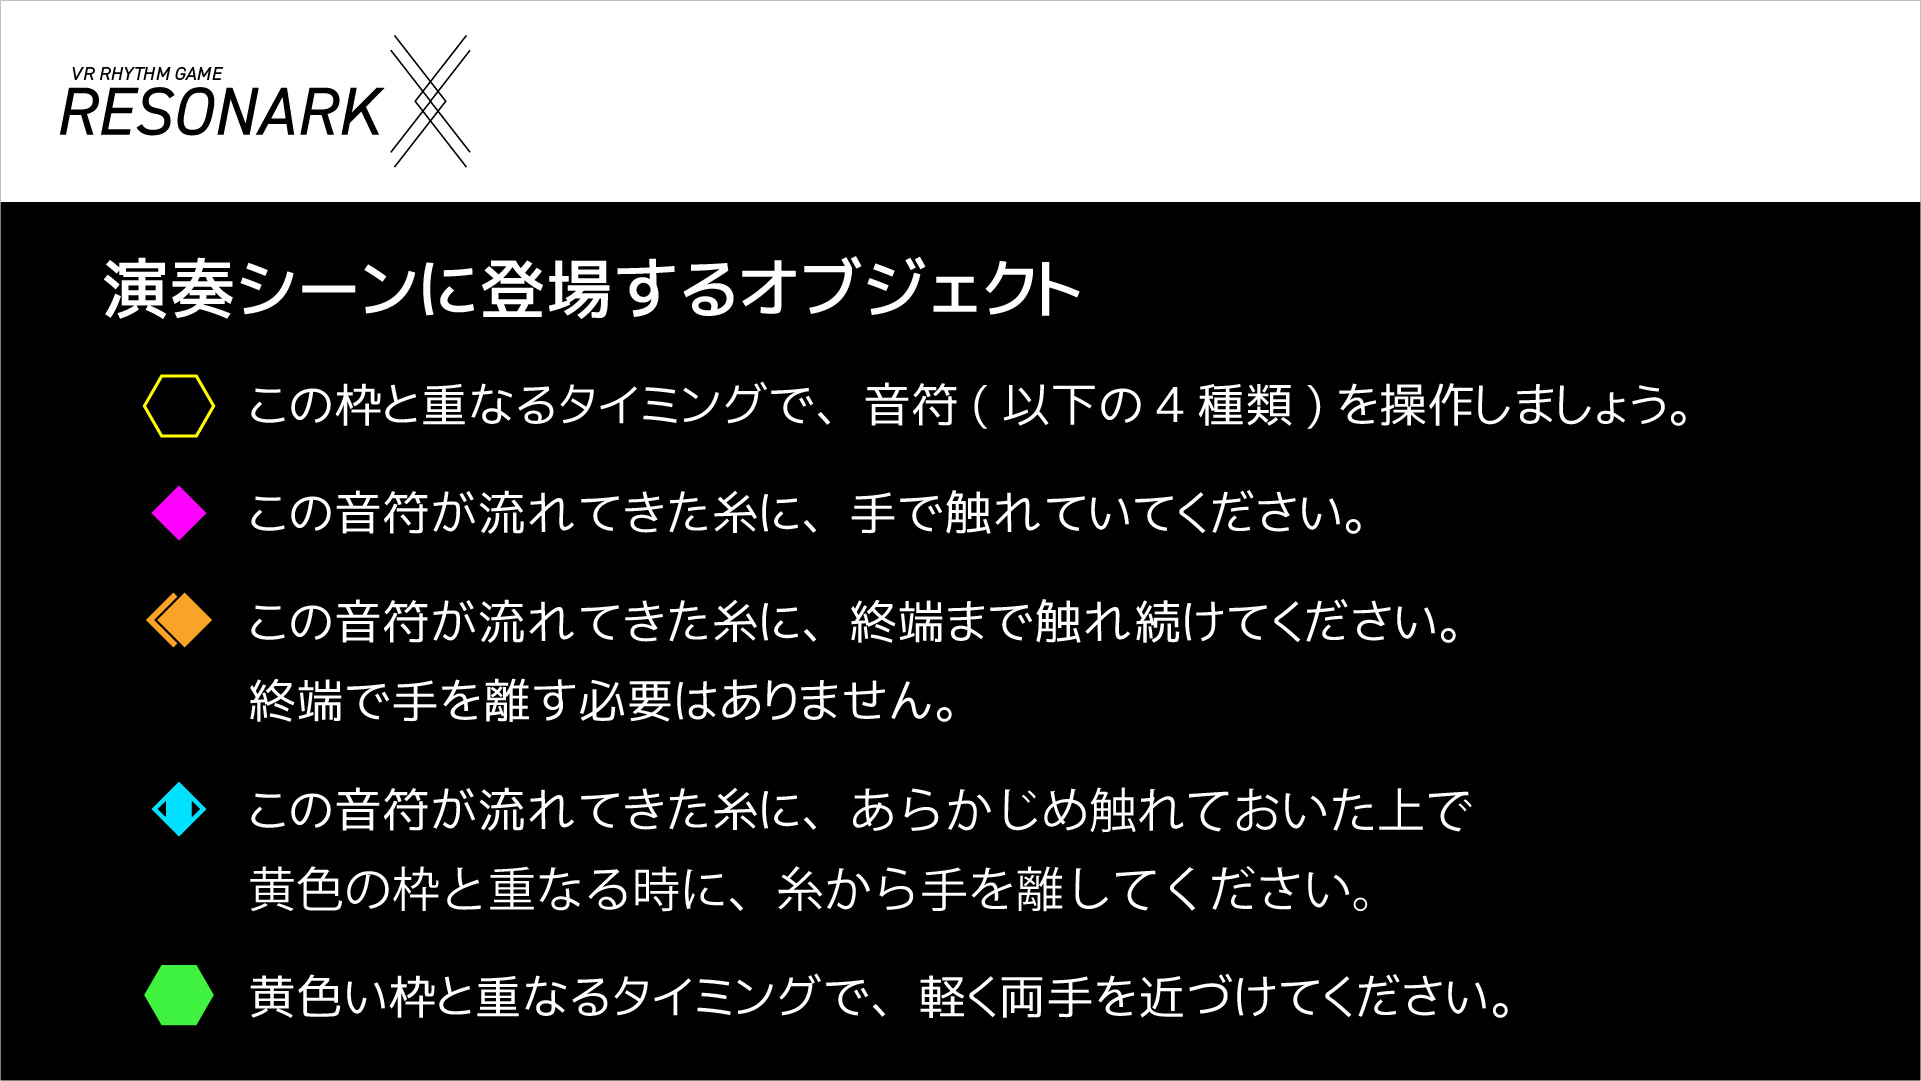 VR RHYTHM GAME
RESONARK X
演奏シーンに登場するオブジェクト
この枠と重なるタイミングで、音符(以下の4種類)を操作しましょう。
この音符が流れてきた糸に、手で触れていてください。
この音符が流れてきた糸に、終端まで触れ続けてください。
終端で手を離す必要はありません。
この音符が流れてきた糸に、あらかじめ触れておいた上で
黄色の枠と重なる時に、糸から手を離してください。
黄色い枠と重なるタイミングで、軽く両手を近づけてください。